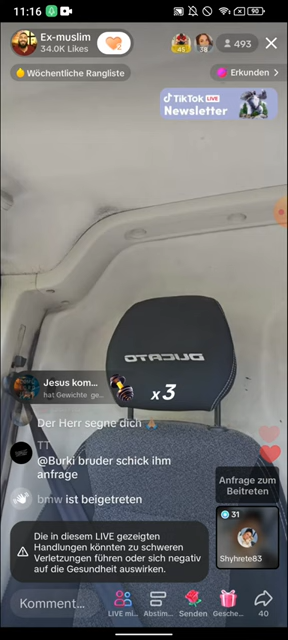 11:16
90
Ex-muslim
34.0K Likes
45
38
493
Wöchentliche Rangliste
Erkunden >
TikTok LIVE
Newsletter
DUCATO
Jesus kom...
hat Gewichte ge...
x3
Der Herr segne dich
TT
@Burki bruder schick ihm
anfrage
bmw ist beigetreten
Anfrage zum
Beitreten
31
Shyhrete83
Die in diesem LIVE gezeigten
Handlungen könnten zu schweren
Verletzungen führen oder sich negativ
auf die Gesundheit auswirken.
Komment...
LIVE mi...
Abstim...
Senden
Gesche...
40